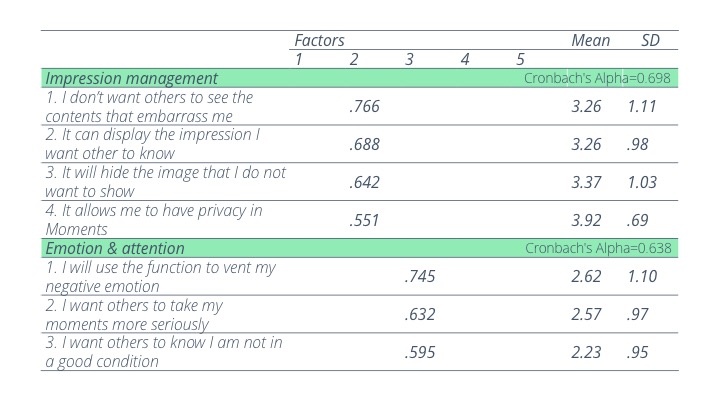 Factors Mean SD
1 2 3 4 5
Impression management Cronbach's Alpha=0.698
1. I don't want others to see the
contents that embarrass me .766 3.26 1.11
2. It can display the impression I
want other to know .688 3.26 .98
3. It will hide the image that I do not
want to show .642 3.37 1.03
4. It allows me to have privacy in
Moments .551 3.92 .69
Emotion & attention Cronbach's Alpha=0.638
1. I will use the function to vent my
negative emotion .745 2.62 1.10
2. I want others to take my
moments more seriously .632 2.57 .97
3. I want others to know I am not in
a good condition .595 2.23 .95